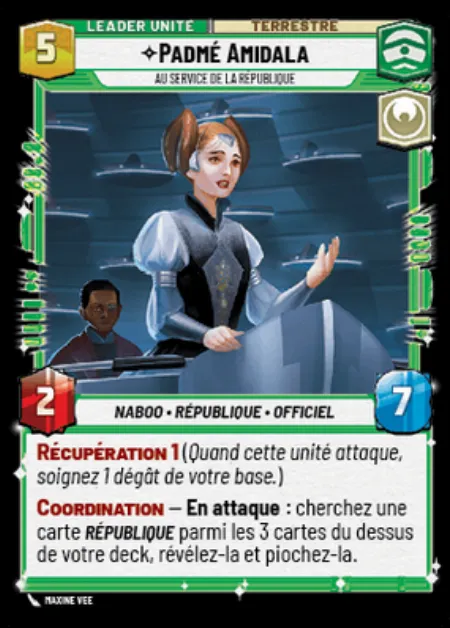 LEADER UNITÉ
TERRESTRE
5
PADMÉ AMIDALA
AU SERVICE DE LA RÉPUBLIQUE
2
NABOO • RÉPUBLIQUE • OFFICIEL
7
RÉCUPÉRATION 1 (Quand cette unité attaque,
soignez 1 dégât de votre base.)
COORDINATION – En attaque : cherchez une
carte RÉPUBLIQUE parmi les 3 cartes du dessus
de votre deck, révélez-la et piochez-la.
MAXINE VEE